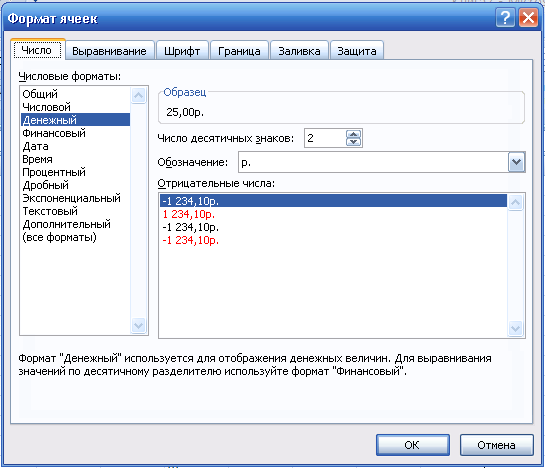 Формат ячеек
Число
Выравнивание
Шрифт
Граница
Заливка
Защита
Числовые форматы:
Общий
Числовой
Денежный
Финансовый
Дата
Время
Процентный
Дробный
Экспоненциальный
Текстовый
Дополнительный
(все форматы)
Образец
25,00р.
Число десятичных знаков: 2
Обозначение: р.
Отрицательные числа:
-1 234,10р.
1 234,10р.
-1 234,10р.
-1 234,10р.
Формат "Денежный" используется для отображения денежных величин. Для выравнивания
значений по десятичному разделителю используйте формат "Финансовый".
ОК
Отмена